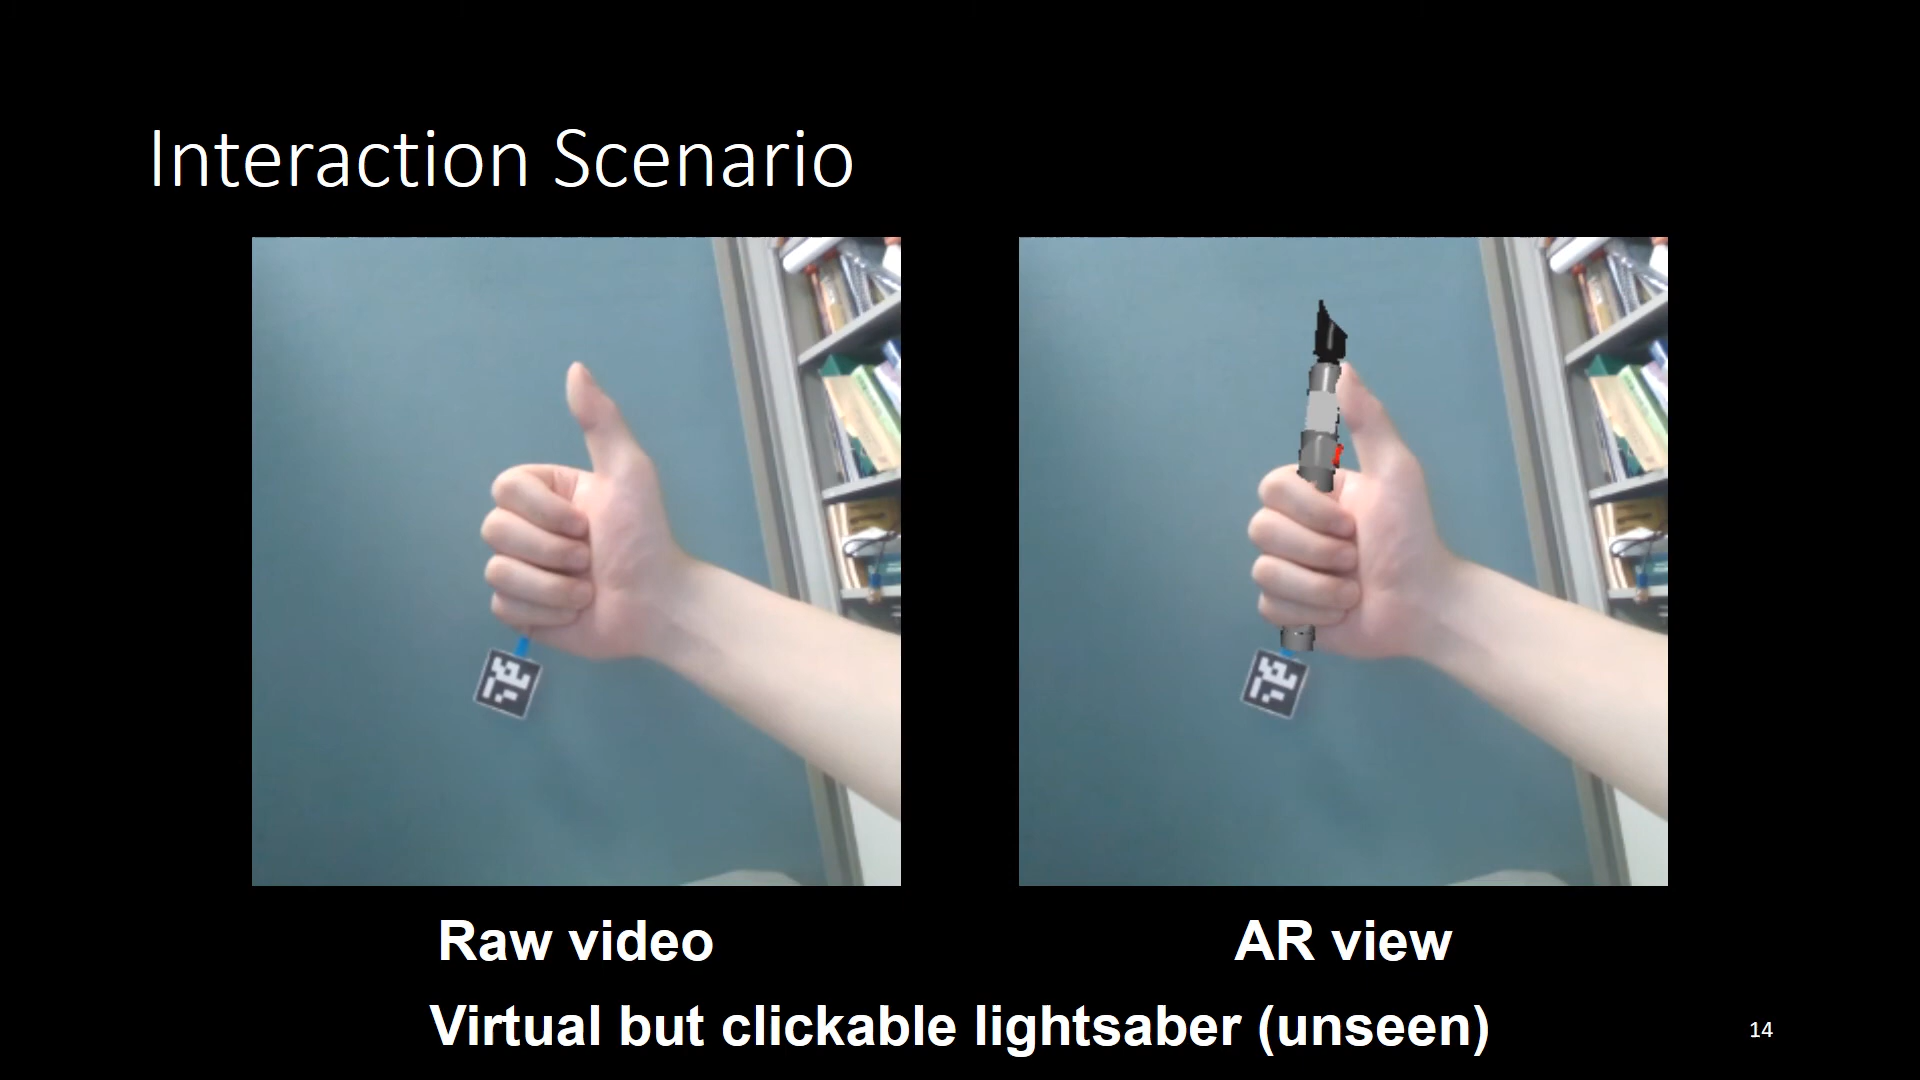 Interaction Scenario
Raw video
AR view
Virtual but clickable lightsaber (unseen)
14